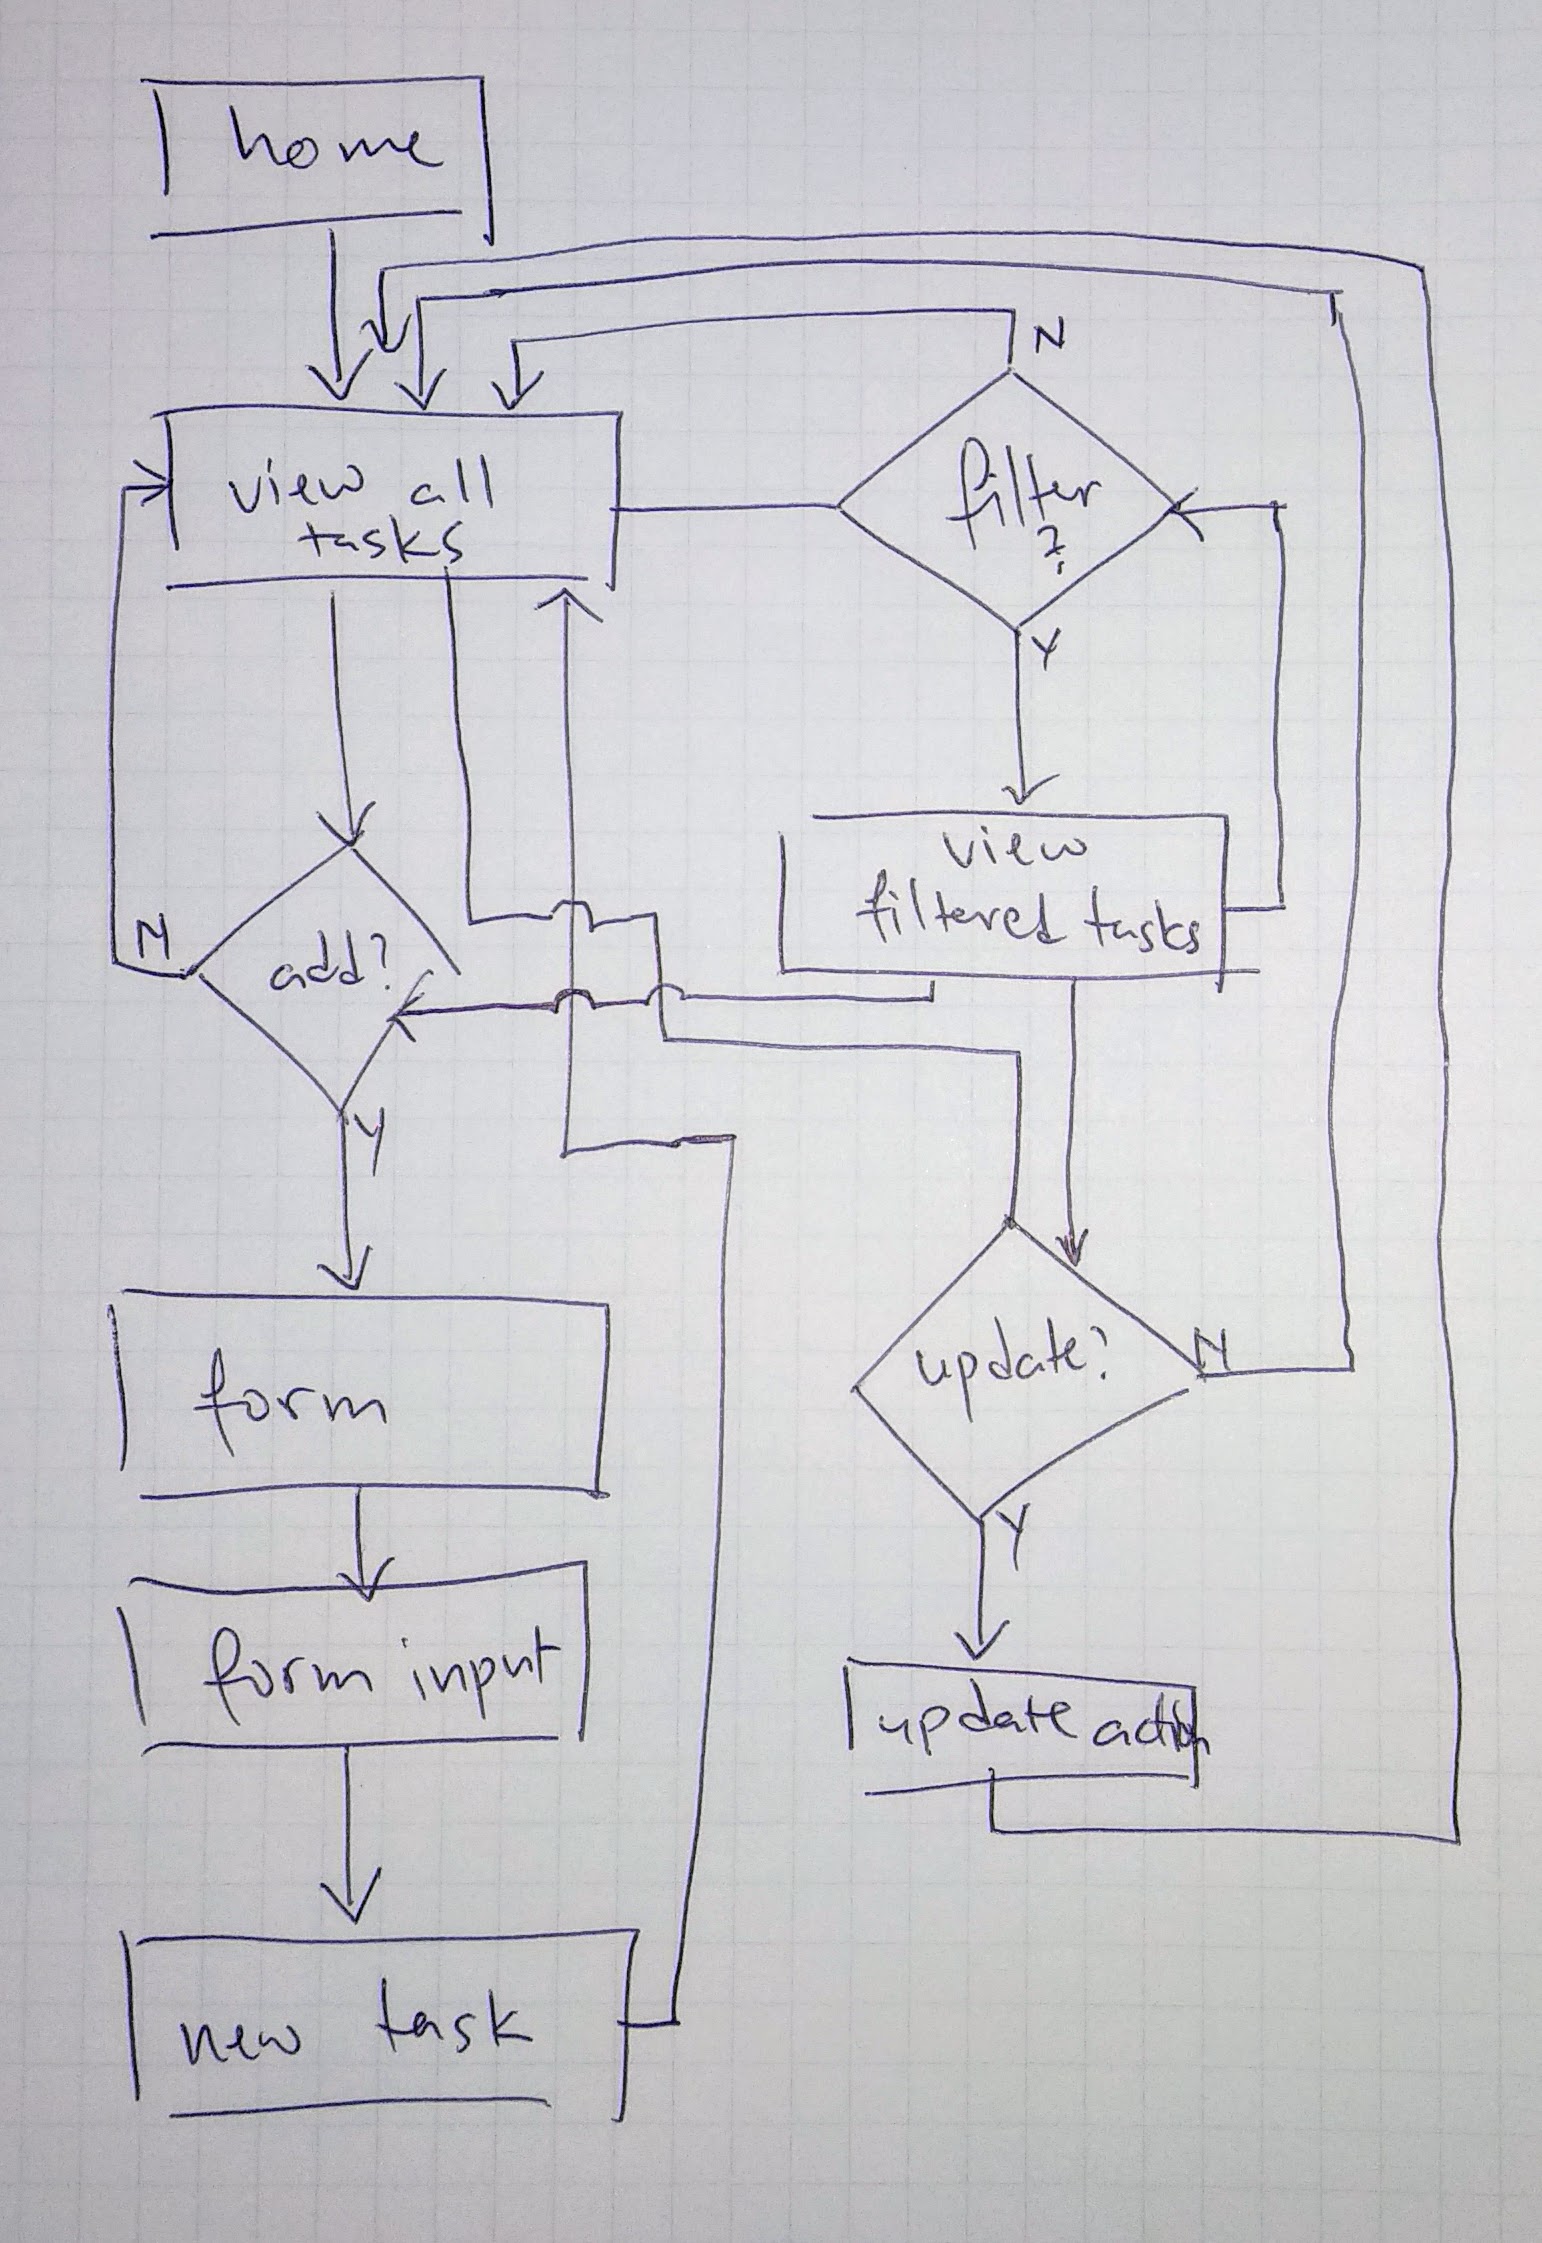 home
N
view all
tasks
filter
?
Y
view
filtered tasks
N
add?
Y
update?
N
form
Y
form input
update action
new task